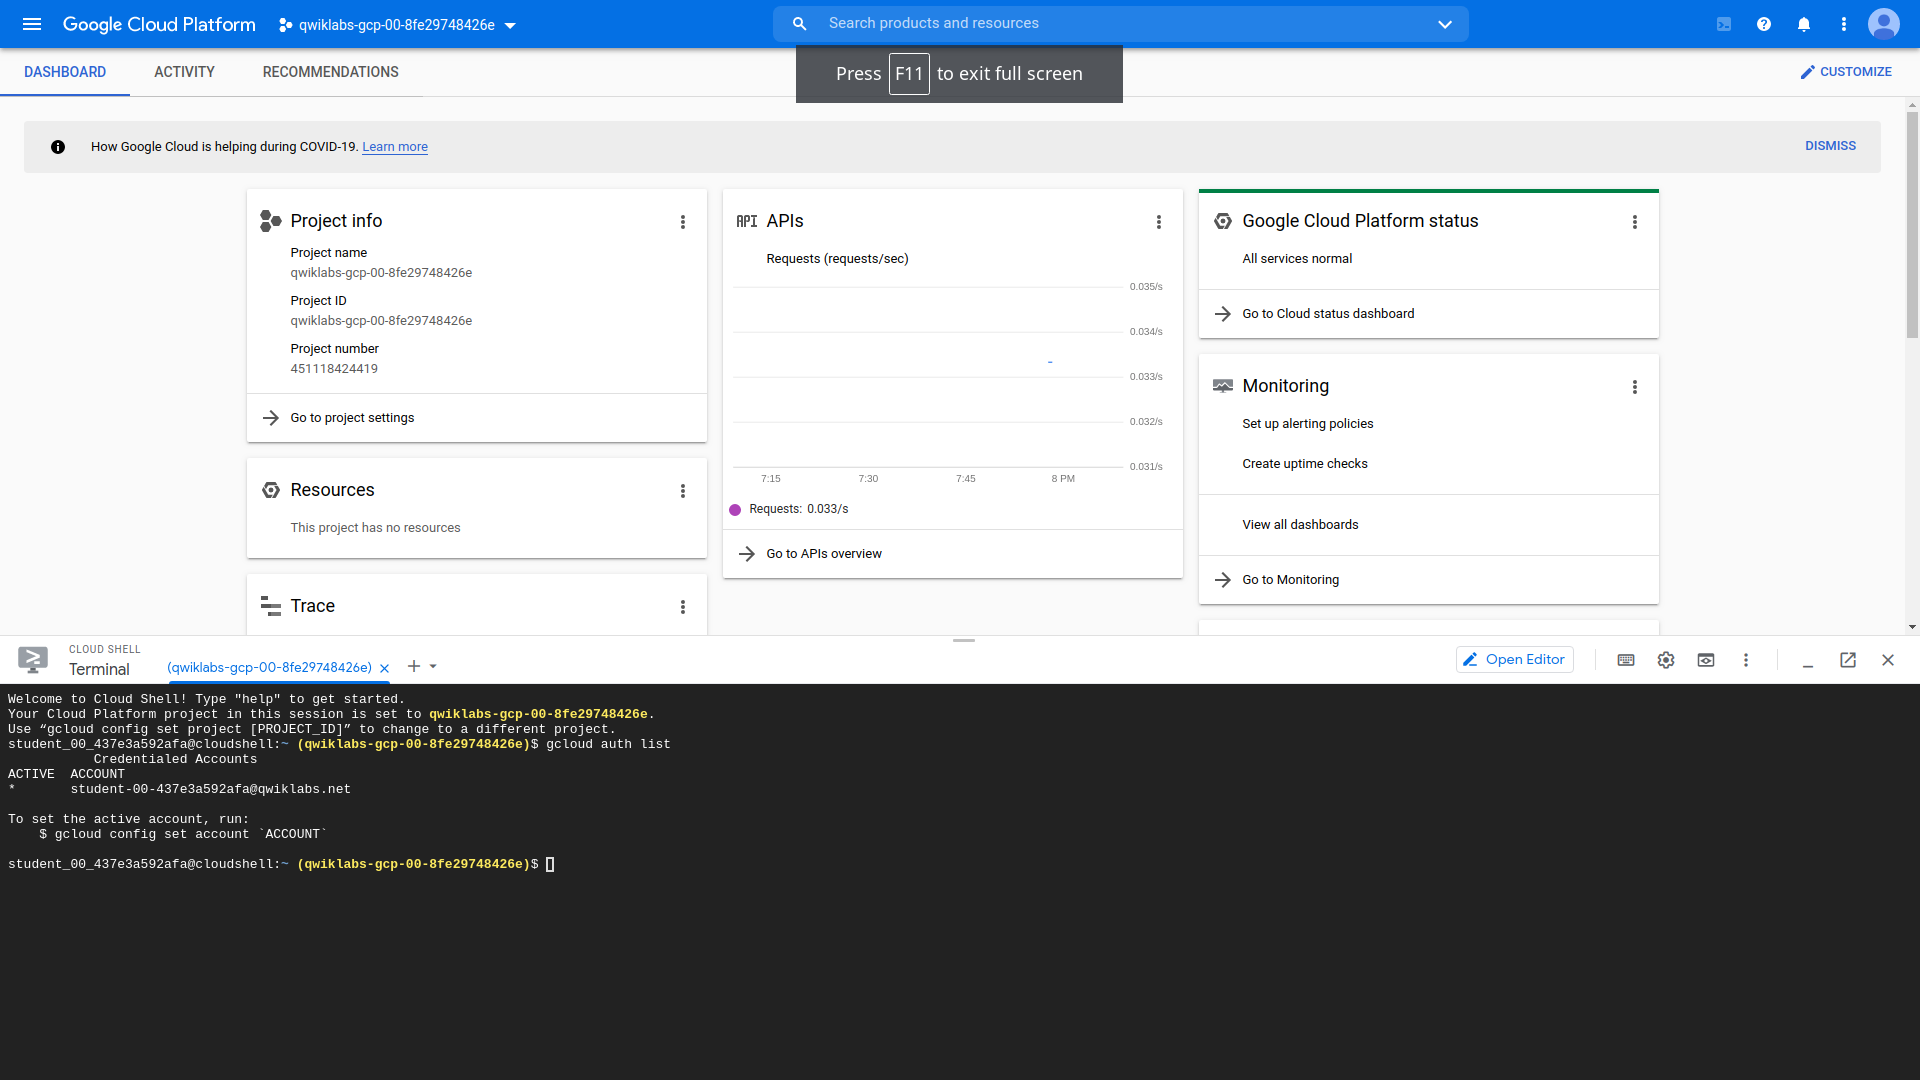 Google Cloud Platform
qwiklabs-gcp-00-8fe29748426e
Search products and resources
DASHBOARD
ACTIVITY
RECOMMENDATIONS
Press F11 to exit full screen
CUSTOMIZE
How Google Cloud is helping during COVID-19. Learn more
DISMISS
Project info
Project name
qwiklabs-gcp-00-8fe29748426e
Project ID
qwiklabs-gcp-00-8fe29748426e
Project number
451118424419
Go to project settings
Resources
This project has no resources
Trace
API APIs
Requests (requests/sec)
0.035/s
0.034/s
0.033/s
0.032/s
0.031/s
7:15 7:30 7:45 8 PM
Requests: 0.033/s
Go to APIs overview
Google Cloud Platform status
All services normal
Go to Cloud status dashboard
Monitoring
Set up alerting policies
Create uptime checks
View all dashboards
Go to Monitoring
CLOUD SHELL
Terminal
(qwiklabs-gcp-00-8fe29748426e)
Open Editor
Welcome to Cloud Shell! Type "help" to get started.
Your Cloud Platform project in this session is set to qwiklabs-gcp-00-8fe29748426e.
Use “gcloud config set project [PROJECT_ID]” to change to a different project.
student_00_437e3a592afa@cloudshell:~ (qwiklabs-gcp-00-8fe29748426e)$ gcloud auth list
Credentialed Accounts
ACTIVE  ACCOUNT
*       student-00-437e3a592afa@qwiklabs.net
To set the active account, run:
$ gcloud config set account `ACCOUNT`
student_00_437e3a592afa@cloudshell:~ (qwiklabs-gcp-00-8fe29748426e)$